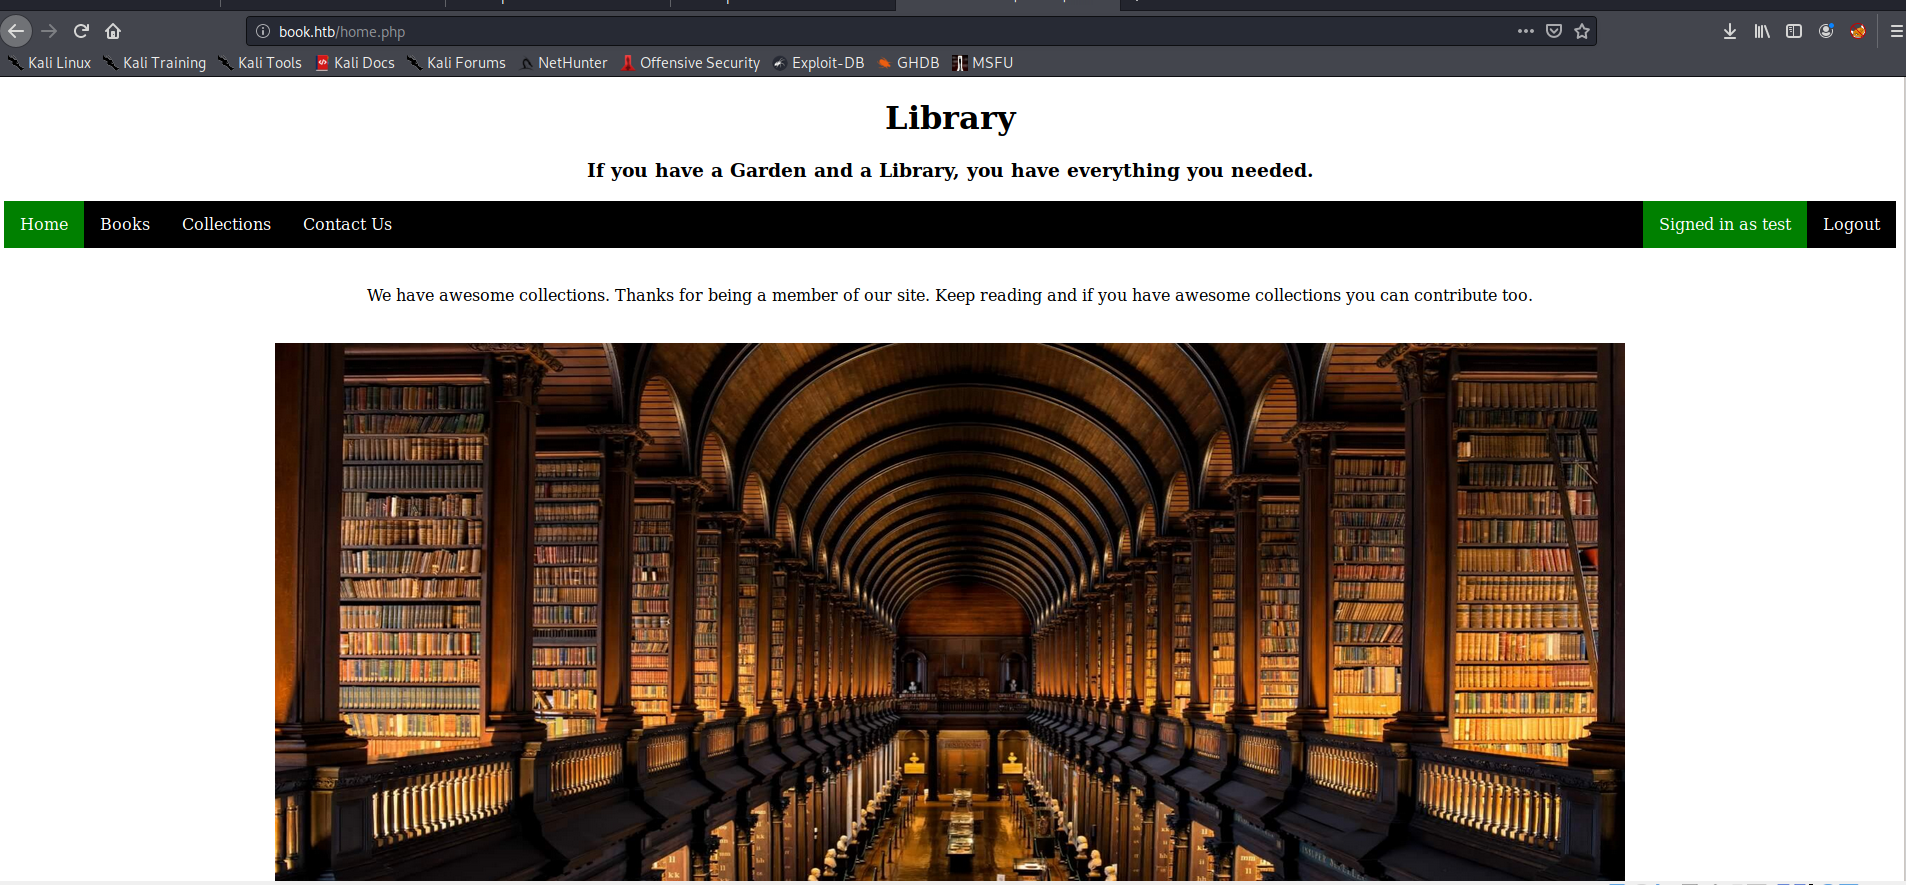 book.htb/home.php
Kali Linux Kali Training Kali Tools Kali Docs Kali Forums NetHunter Offensive Security Exploit-DB GHDB MSFU
Library
If you have a Garden and a Library, you have everything you needed.
Home Books Collections Contact Us Signed in as test Logout
We have awesome collections. Thanks for being a member of our site. Keep reading and if you have awesome collections you can contribute too.